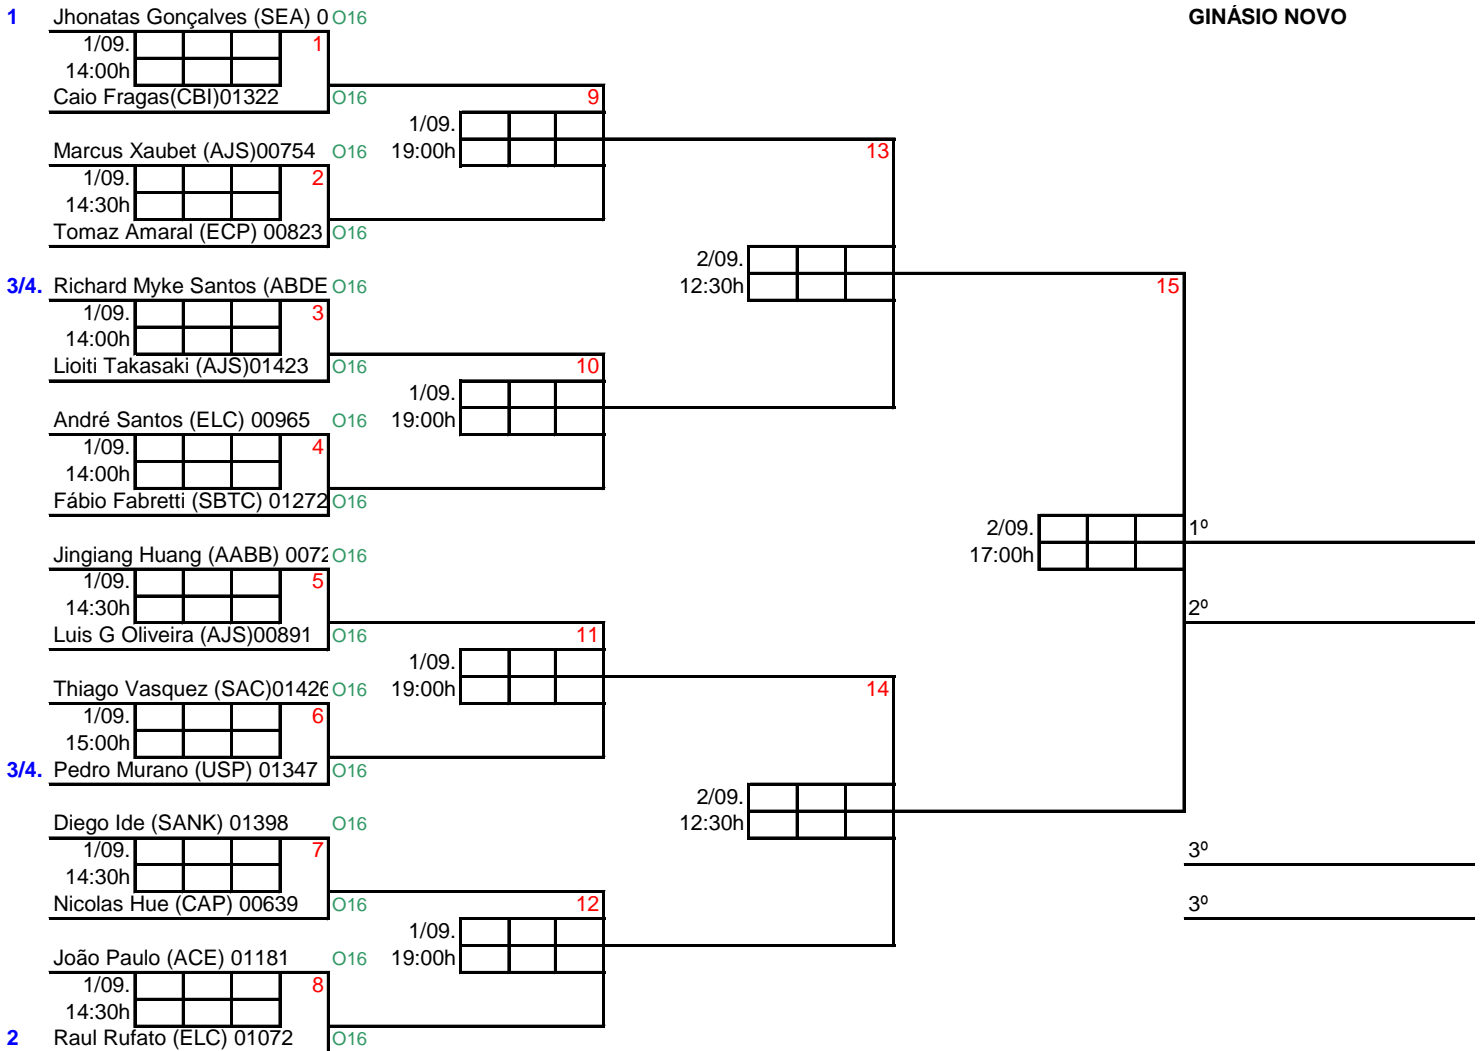 1 Jhonatas Gonçalves (SEA) 0 O16 GINÁSIO NOVO
1/09. 1
14:00h
Caio Fragas(CBI)01322 O16 9
1/09.
Marcus Xaubet (AJS)00754 O16 19:00h 13
1/09. 2
14:30h
Tomaz Amaral (ECP) 00823 O16
2/09.
3/4. Richard Myke Santos (ABDE O16 12:30h 15
1/09. 3
14:00h
Lioiti Takasaki (AJS)01423 O16 10
1/09.
André Santos (ELC) 00965 O16 19:00h
1/09. 4
14:00h
Fábio Fabretti (SBTC) 01272 O16
2/09. 1º
Jingiang Huang (AABB) 0072 O16 17:00h
1/09. 5
14:30h 2º
Luis G Oliveira (AJS)00891 O16 11
1/09.
Thiago Vasquez (SAC)01426 O16 19:00h 14
1/09. 6
15:00h
3/4. Pedro Murano (USP) 01347 O16
2/09.
Diego Ide (SANK) 01398 O16 12:30h
1/09. 7 3º
14:30h
Nicolas Hue (CAP) 00639 O16 12 3º
1/09.
João Paulo (ACE) 01181 O16 19:00h
1/09. 8
14:30h
2 Raul Rufato (ELC) 01072 O16